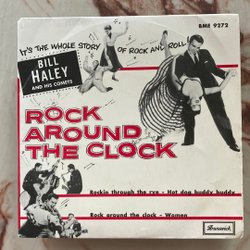 BME 9272
IT'S THE WHOLE STORY OF ROCK AND ROLL!
BILL
HALEY
AND HIS COMETS
ROCK
AROUND
THE CLOCK
Rockin through the rye - Hot dog buddy buddy
Rock around the clock - Women
Brunswick